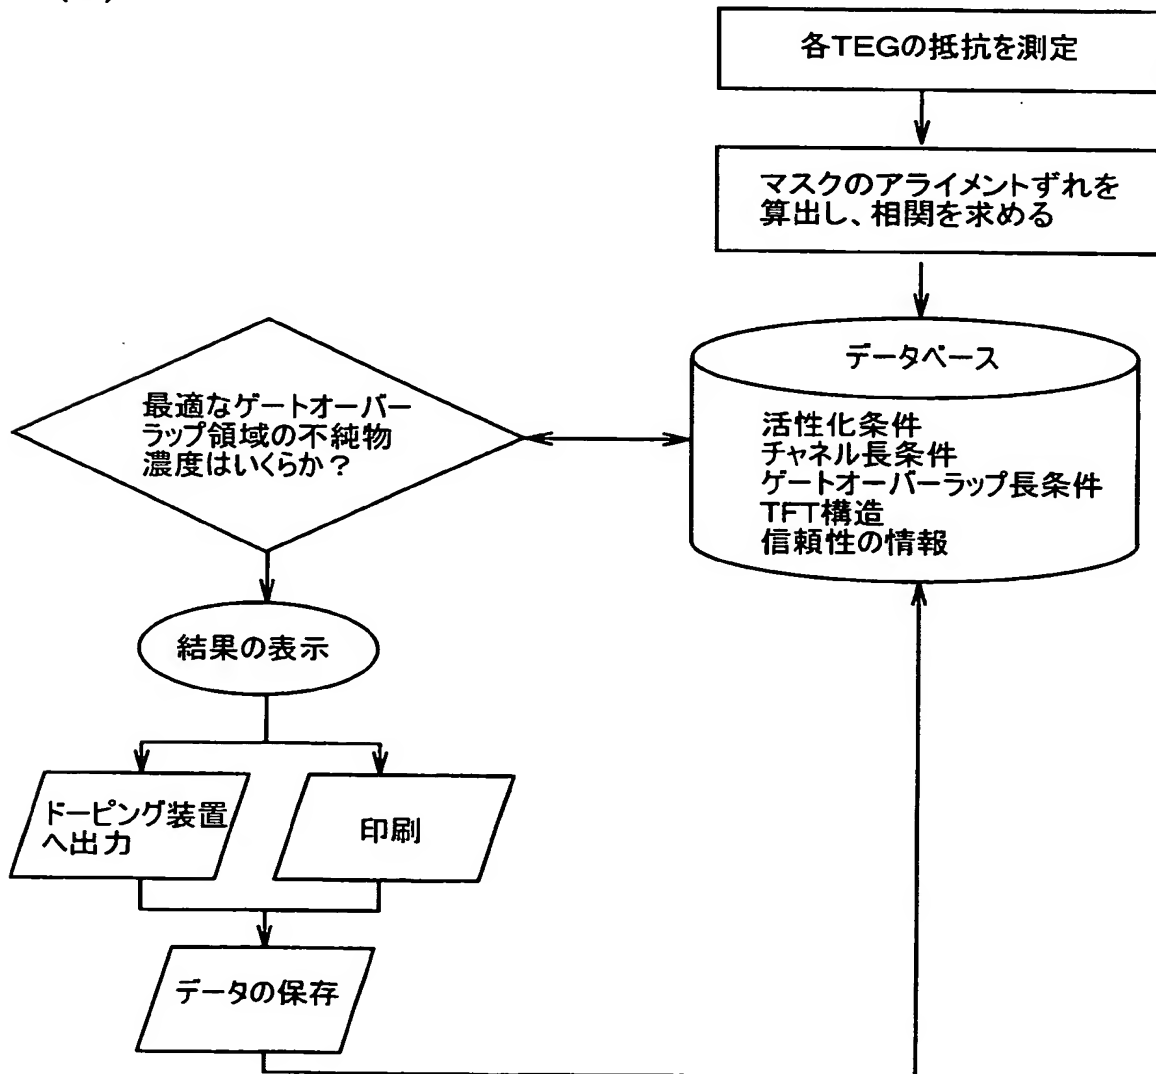 各TEGの抵抗を測定
マスクのアライメントずれを
算出し、相関を求める
データベース
活性化条件
チャネル長条件
ゲートオーバーラップ長条件
TFT構造
信頼性の情報
最適なゲートオーバー
ラップ領域の不純物
濃度はいくらか？
結果の表示
ドーピング装置
へ出力
印刷
データの保存